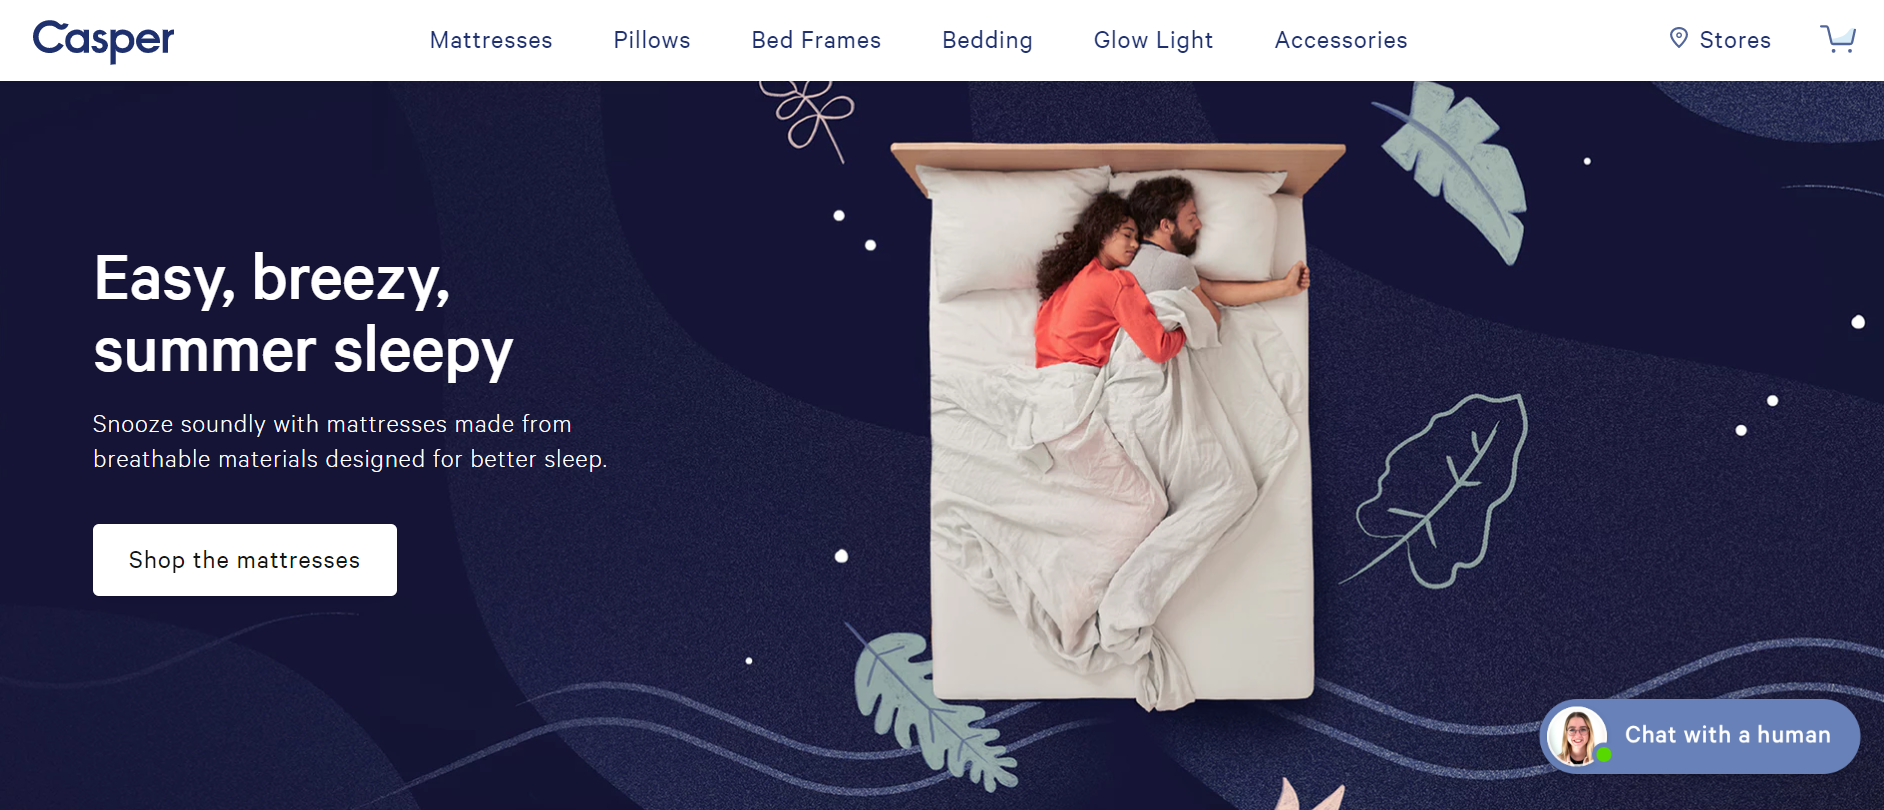 Casper
Mattresses
Pillows
Bed Frames
Bedding
Glow Light
Accessories
Stores
Easy, breezy,
summer sleepy
Snooze soundly with mattresses made from
breathable materials designed for better sleep.
Shop the mattresses
Chat with a human